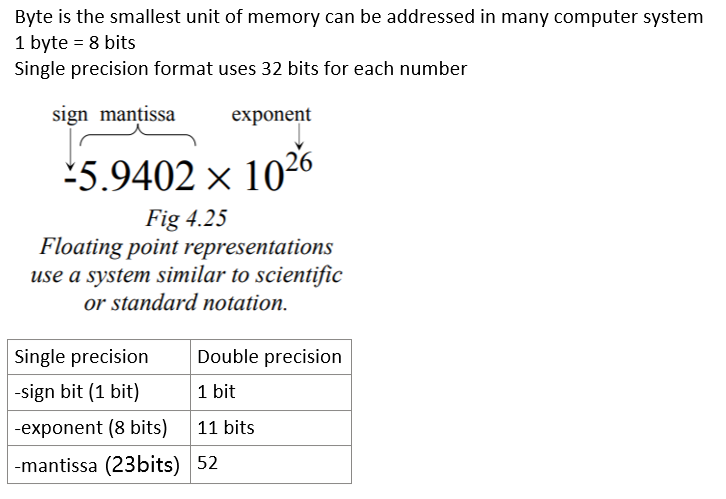 Byte is the smallest unit of memory can be addressed in many computer system
1 byte = 8 bits
Single precision format uses 32 bits for each number
sign mantissa exponent
-5.9402 × 10²⁶
Fig 4.25
Floating point representations
use a system similar to scientific
or standard notation.
Single precision Double precision
-sign bit (1 bit) 1 bit
-exponent (8 bits) 11 bits
-mantissa (23bits) 52